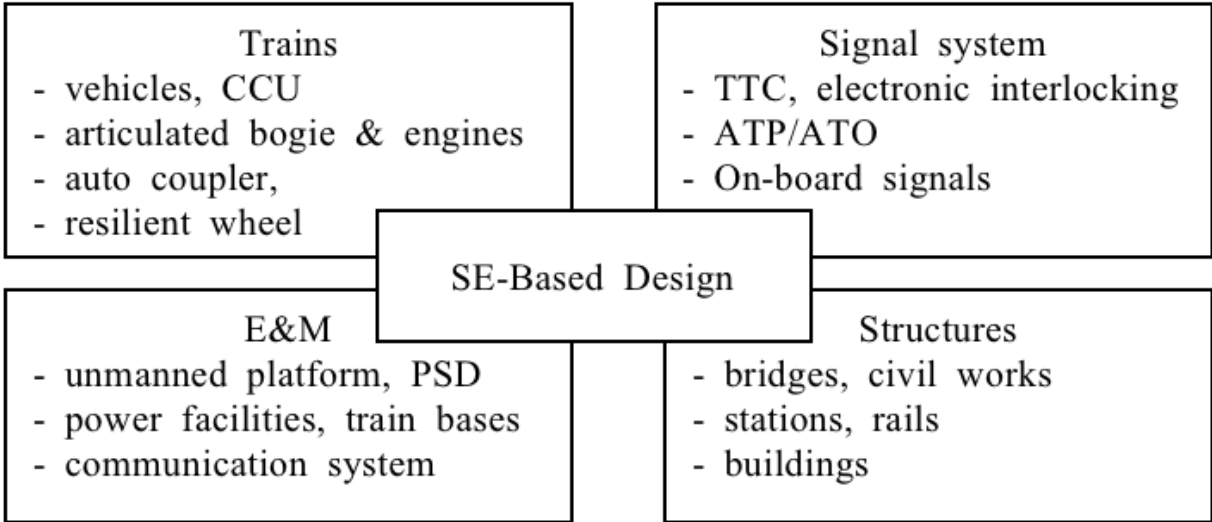 Trains
- vehicles, CCU
- articulated bogie & engines
- auto coupler,
- resilient wheel
Signal system
- TTC, electronic interlocking
- ATP/ATO
- On-board signals
SE-Based Design
E&M
- unmanned platform, PSD
- power facilities, train bases
- communication system
Structures
- bridges, civil works
- stations, rails
- buildings